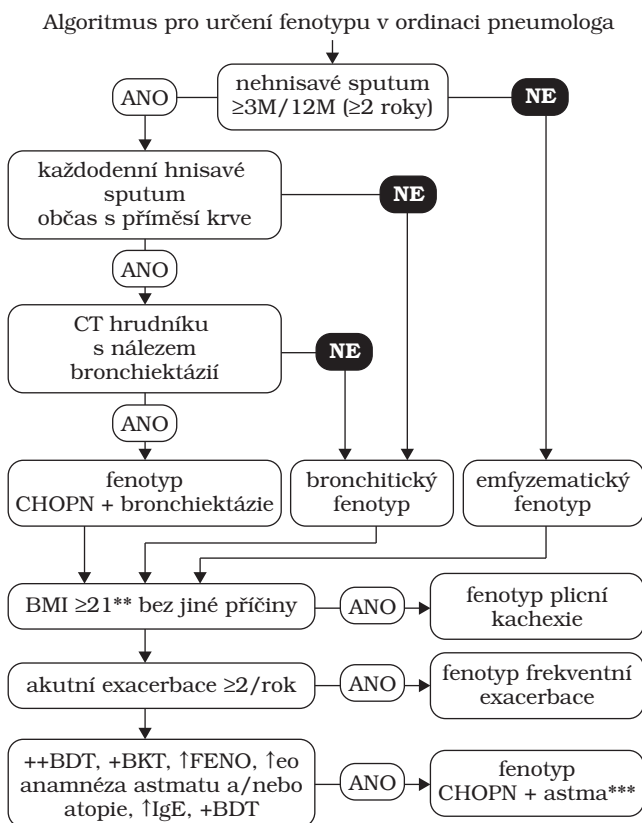 Algoritmus pro určení fenotypu v ordinaci pneumologa
nehnisavé sputum
≥3M/12M (≥2 roky)
ANO
NE
každodenní hnisavé
sputum
občas s příměsí krve
NE
ANO
CT hrudníku
s nálezem
bronchiektázií
NE
ANO
fenotyp
CHOPN + bronchiektázie
bronchitický
fenotyp
emfyzematický
fenotyp
BMI ≥21** bez jiné příčiny
ANO
fenotyp plicní
kachexie
akutní exacerbace ≥2/rok
ANO
fenotyp frekventní
exacerbace
++BDT, +BKT, ↑FENO, ↑eo
anamnéza astmatu a/nebo
atopie, ↑IgE, +BDT
ANO
fenotyp
CHOPN + astma***